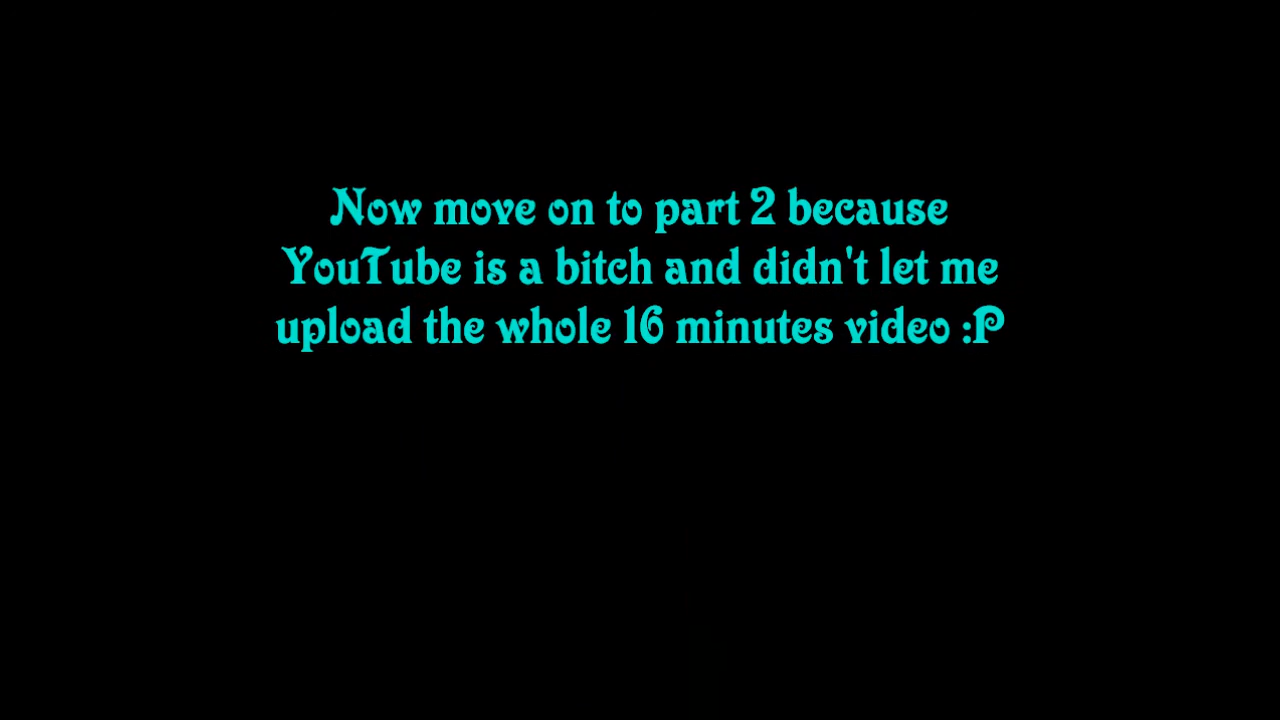 Now move on to part 2 because
YouTube is a bitch and didn't let me
upload the whole 16 minutes video :P